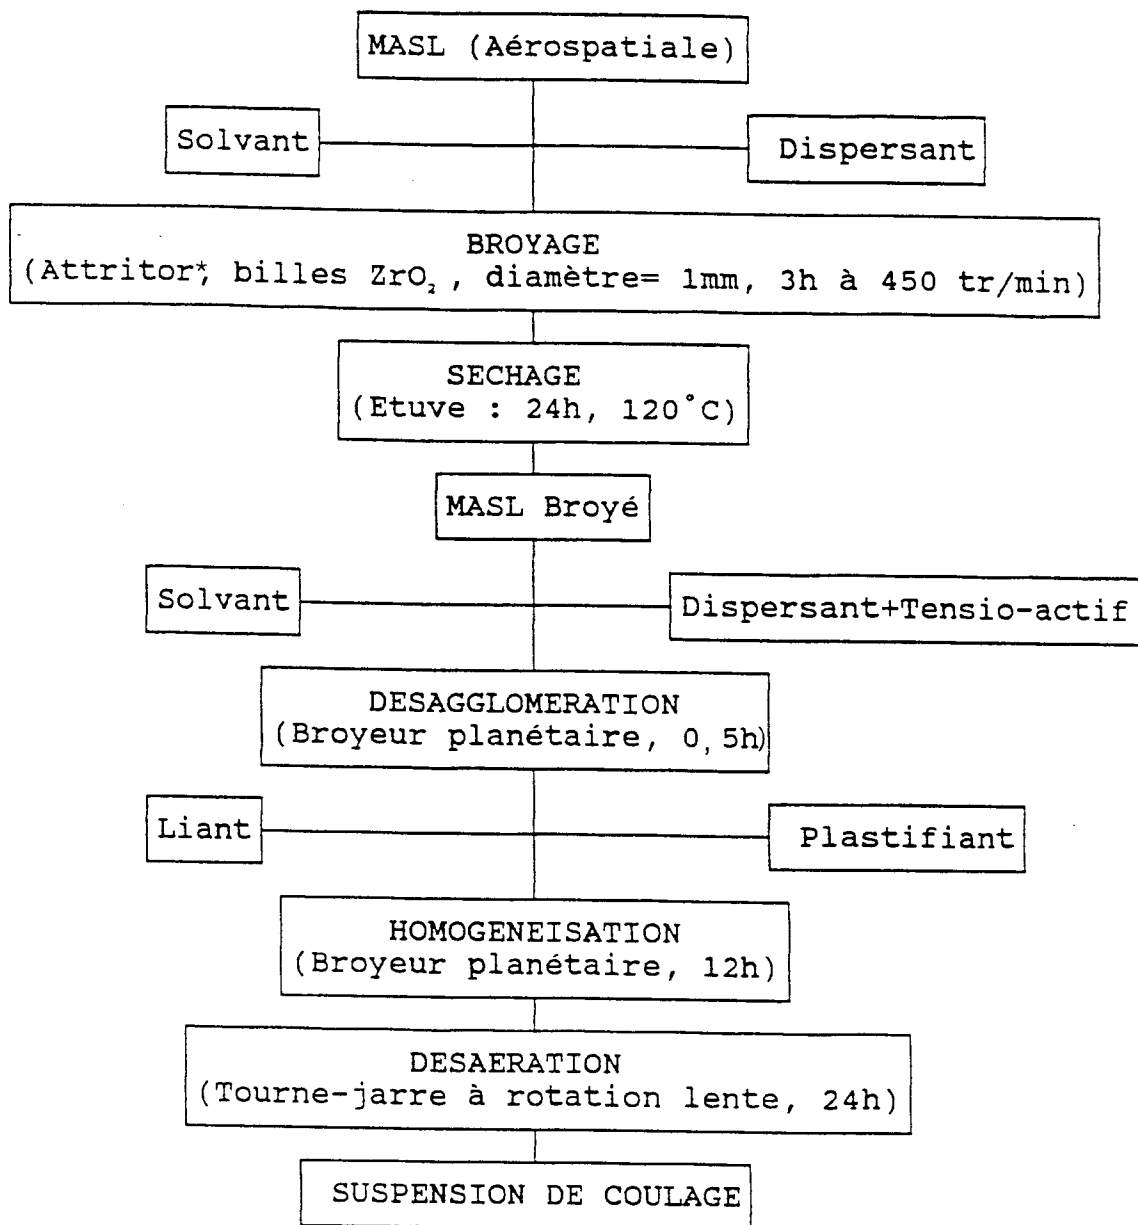 MASL (Aérospatiale)
Solvant
Dispersant
BROYAGE
(Attritor*, billes ZrO₂, diamètre= 1mm, 3h à 450 tr/min)
SECHAGE
(Etuve : 24h, 120°C)
MASL Broyé
Solvant
Dispersant+Tensio-actif
DESAGGLOMERATION
(Broyeur planétaire, 0,5h)
Liant
Plastifiant
HOMOGENEISATION
(Broyeur planétaire, 12h)
DESAERATION
(Tourne-jarre à rotation lente, 24h)
SUSPENSION DE COULAGE